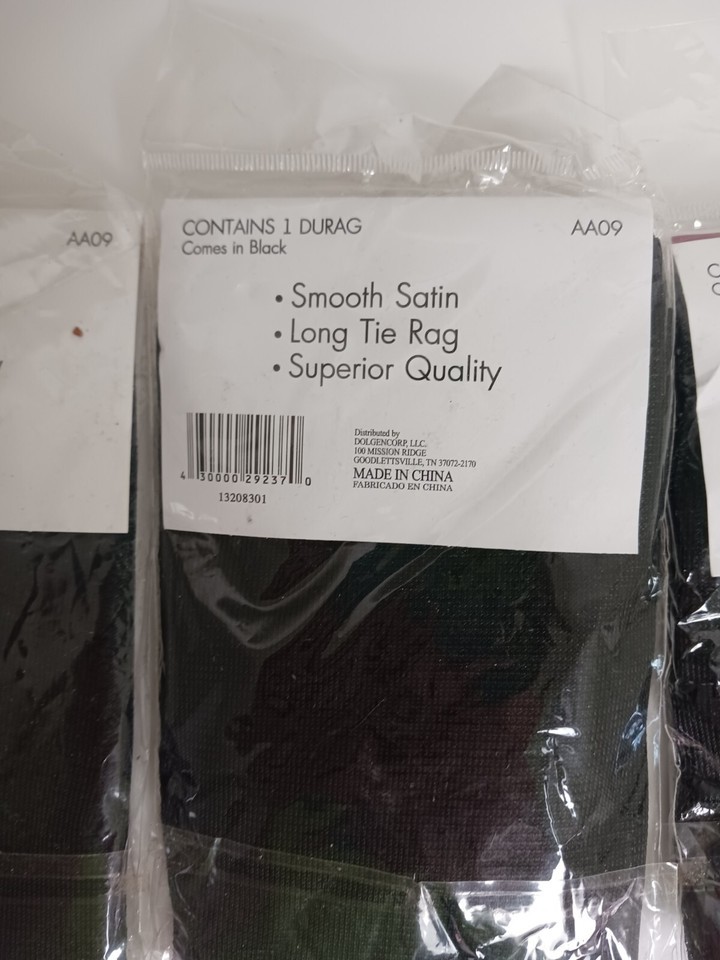 AA09
CONTAINS 1 DURAG
AA09
Comes in Black
• Smooth Satin
• Long Tie Rag
• Superior Quality
4 30000 29237 0
13208301
Distributed by
DOLGENCORP, LLC.
100 MISSION RIDGE
GOODLETTSVILLE, TN 37072-2170
MADE IN CHINA
FABRICADO EN CHINA